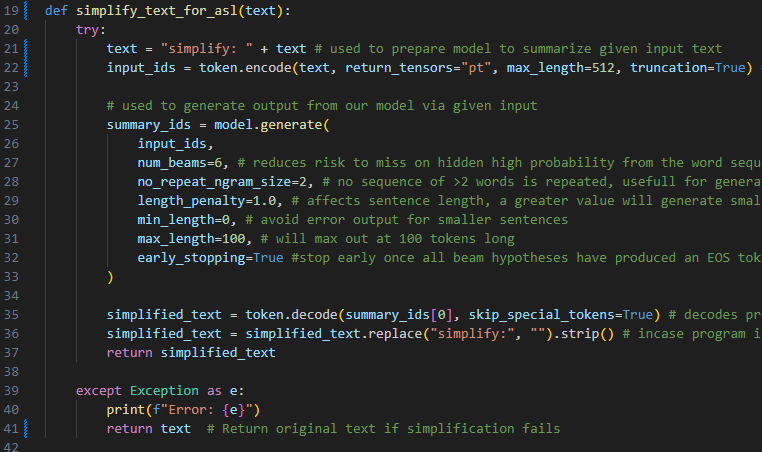 19 def simplify_text_for_asl(text):
20 try:
21 text = "simplify: " + text # used to prepare model to summarize given input text
22 input_ids = token.encode(text, return_tensors="pt", max_length=512, truncation=True)
23
24 # used to generate output from our model via given input
25 summary_ids = model.generate(
26 input_ids,
27 num_beams=6, # reduces risk to miss on hidden high probability from the word sequ
28 no_repeat_ngram_size=2, # no sequence of >2 words is repeated, usefull for genera
29 length_penalty=1.0, # affects sentence length, a greater value will generate smal
30 min_length=0, # avoid error output for smaller sentences
31 max_length=100, # will max out at 100 tokens long
32 early_stopping=True #stop early once all beam hypotheses have produced an EOS tok
33 )
34
35 simplified_text = token.decode(summary_ids[0], skip_special_tokens=True) # decodes pr
36 simplified_text = simplified_text.replace("simplify:", "").strip() # incase program i
37 return simplified_text
38
39 except Exception as e:
40 print(f"Error: {e}")
41 return text # Return original text if simplification fails
42